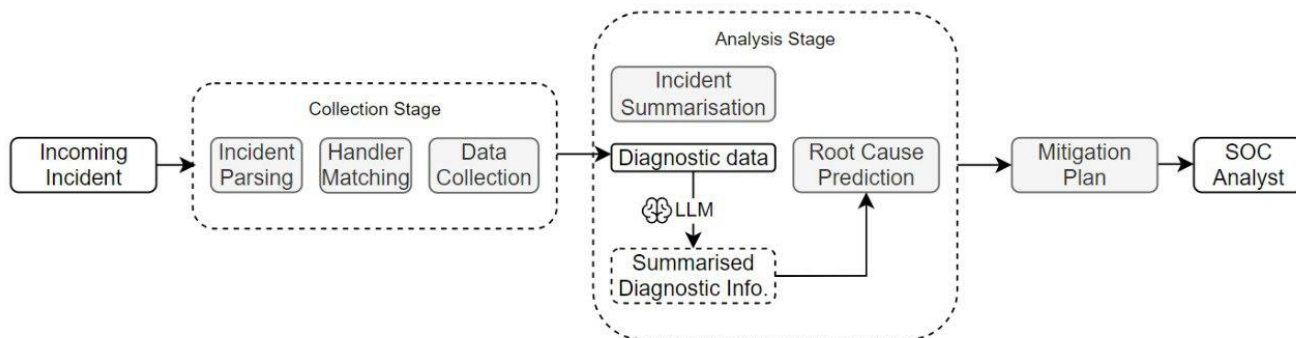 Analysis Stage
Incident
Summarisation
Collection Stage
Incoming
Incident
Incident
Parsing
Handler
Matching
Data
Collection
Diagnostic data
LLM
Summarised
Diagnostic Info.
Root Cause
Prediction
Mitigation
Plan
SOC
Analyst